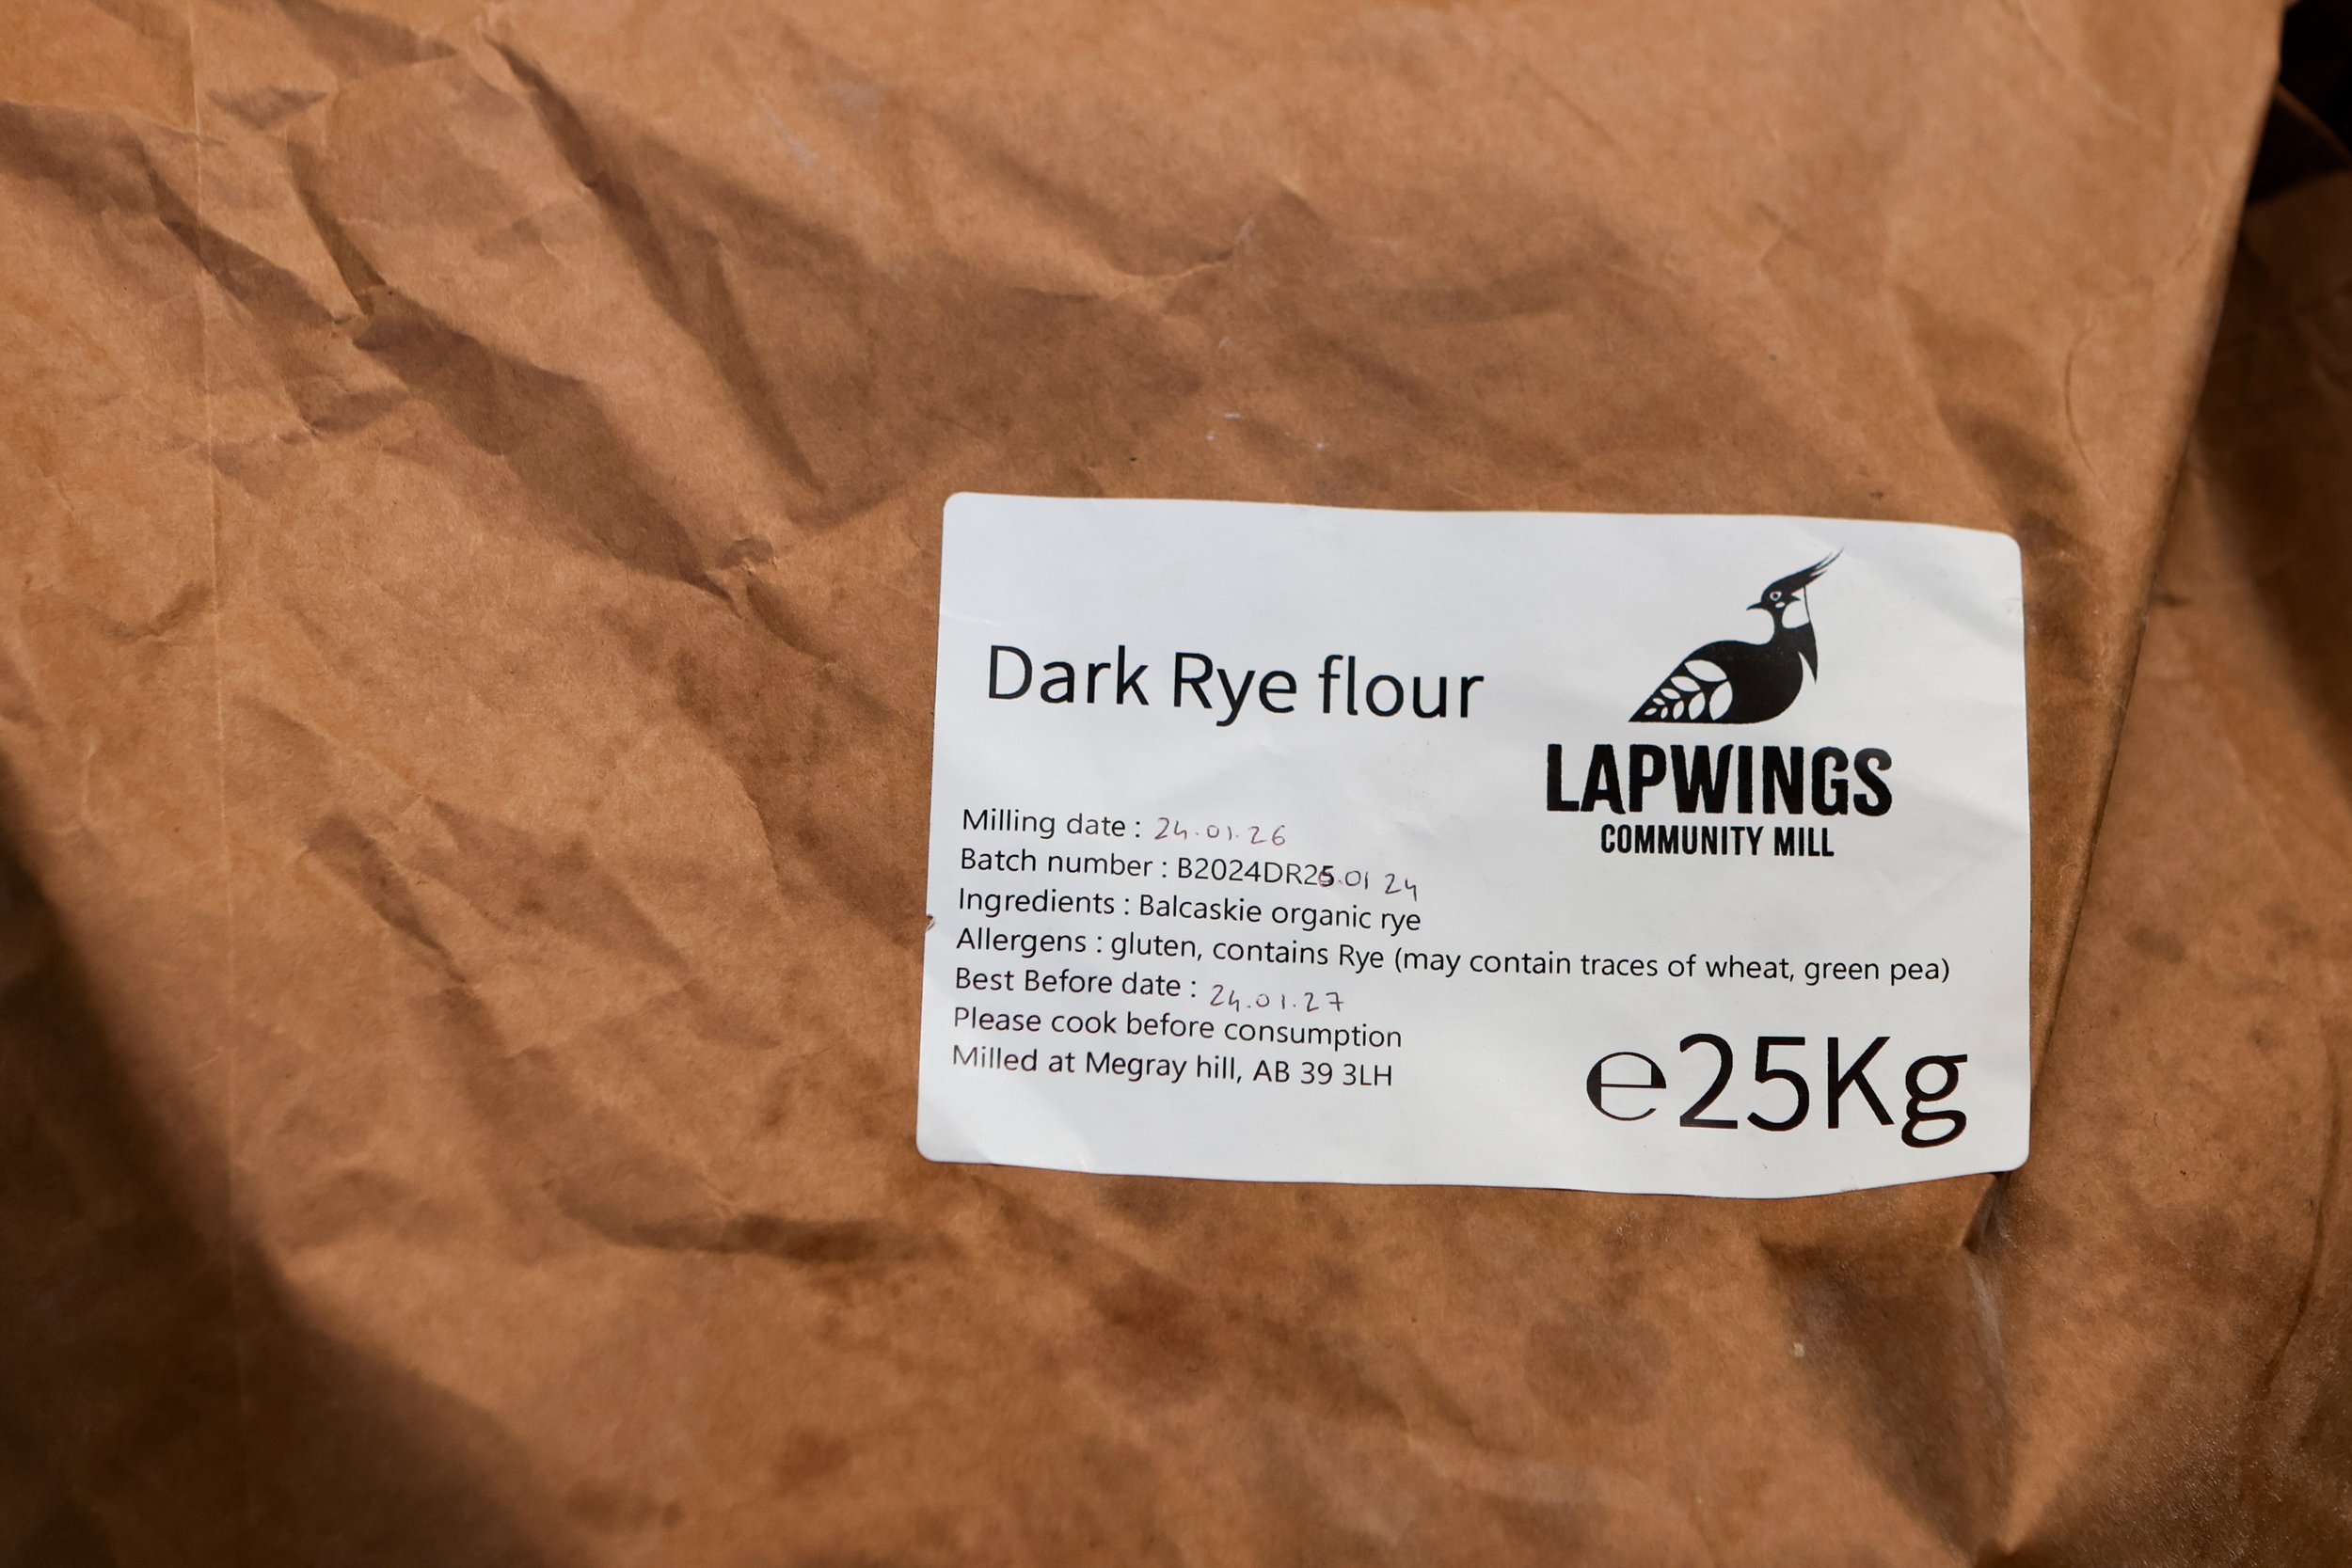 Dark Rye flour
LAPWINGS
COMMUNITY MILL
Milling date : 24.01.26
Batch number : B2024DR26.01 24
Ingredients : Balcaskie organic rye
Allergens : gluten, contains Rye (may contain traces of wheat, green pea)
Best Before date : 24.01.27
Please cook before consumption
Milled at Megray hill, AB 39 3LH
℮25Kg